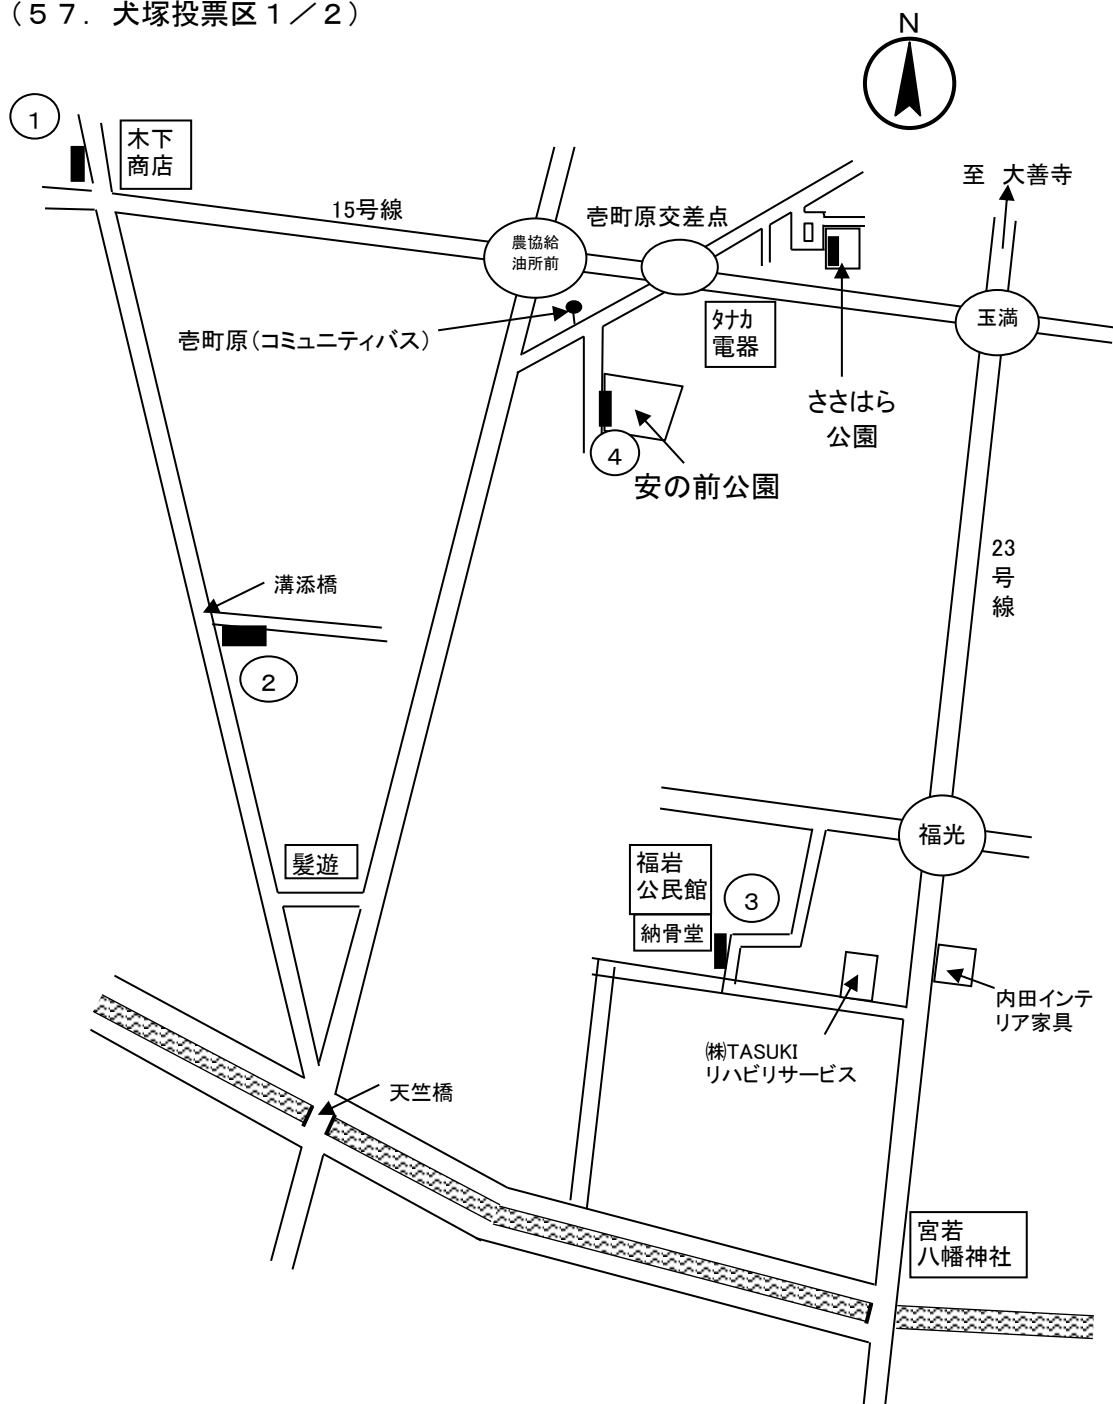 (５７．犬塚投票区１／２)
N
1
木下
商店
至 大善寺
15号線
壱町原交差点
農協給
油所前
玉満
壱町原(コミュニティバス)
ﾀﾅｶ
電器
ささはら
公園
4
安の前公園
23
号
線
溝添橋
2
福光
髪遊
福岩
公民館
3
納骨堂
内田インテ
リア家具
㈱TASUKI
リハビリサービス
天竺橋
宮若
八幡神社